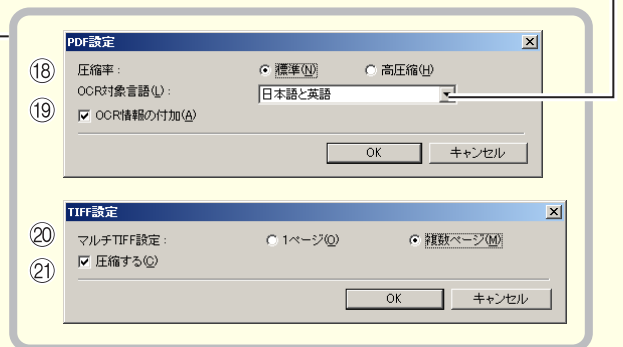 PDF設定
⑱ 圧縮率: 標準(N) 高圧縮(H)
OCR対象言語(L): 日本語と英語
⑲ OCR情報の付加(A)
OK キャンセル
TIFF設定
⑳ マルチTIFF設定: 1ページ(O) 複数ページ(M)
㉑ 圧縮する(C)
OK キャンセル